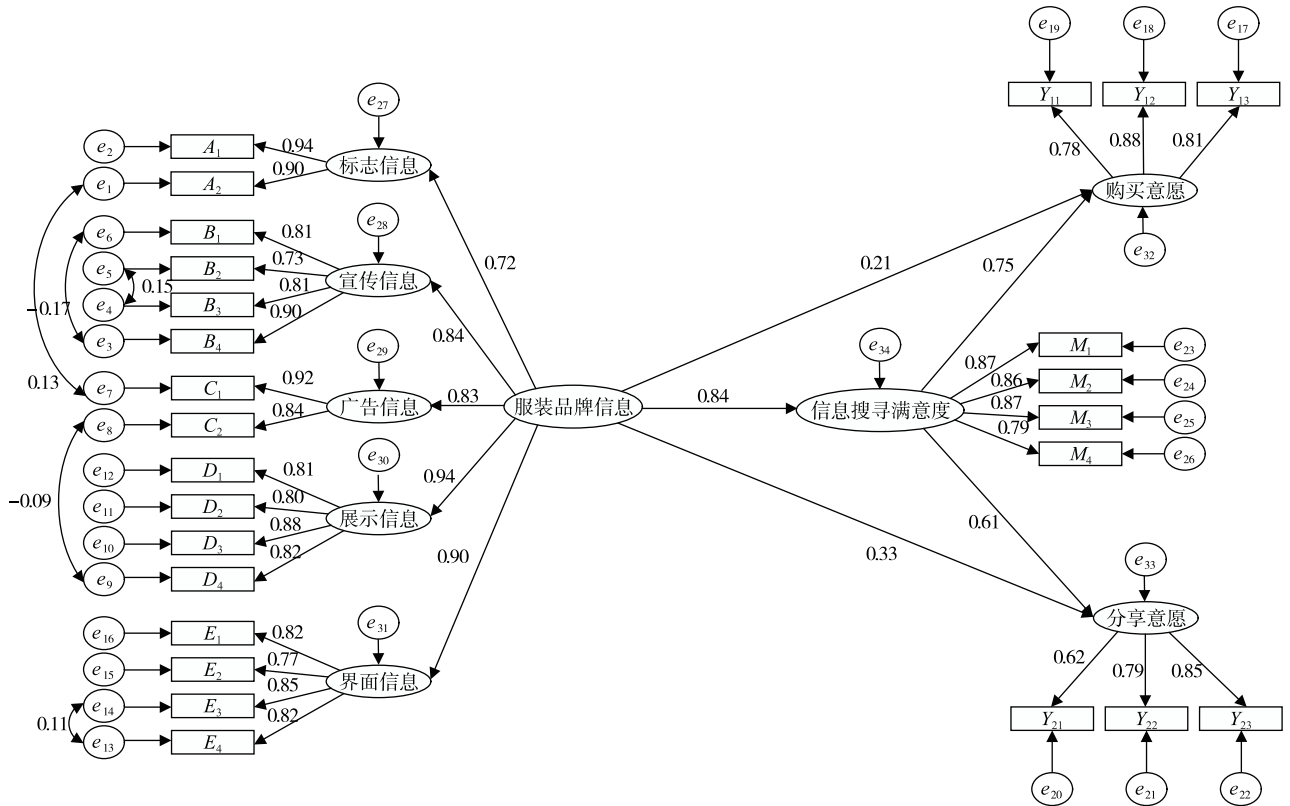 e19 e18 e17
Y11 Y12 Y13
0.78 0.88 0.81
购买意愿
e32
e27
e2 A1 0.94
标志信息
e1 A2 0.90
e28
e6 B1 0.81
e5 B2 0.73
宣传信息
0.15
e4 B3 0.81
e3 B4 0.90
−0.17
0.13
e29
e7 C1 0.92
广告信息
e8 C2 0.84
−0.09
e30
e12 D1 0.81
e11 D2 0.80
展示信息
e10 D3 0.88
e9 D4 0.82
e31
e16 E1 0.82
e15 E2 0.77
界面信息
e14 E3 0.85
0.11
e13 E4 0.82
0.72
0.84
0.83
0.94
0.90
服装品牌信息
0.21
0.84
0.33
e34
信息搜寻满意度
0.75
0.61
0.87 M1 e23
0.86 M2 e24
0.87 M3 e25
0.79 M4 e26
e33
分享意愿
0.62 0.79 0.85
Y21 Y22 Y23
e20 e21 e22